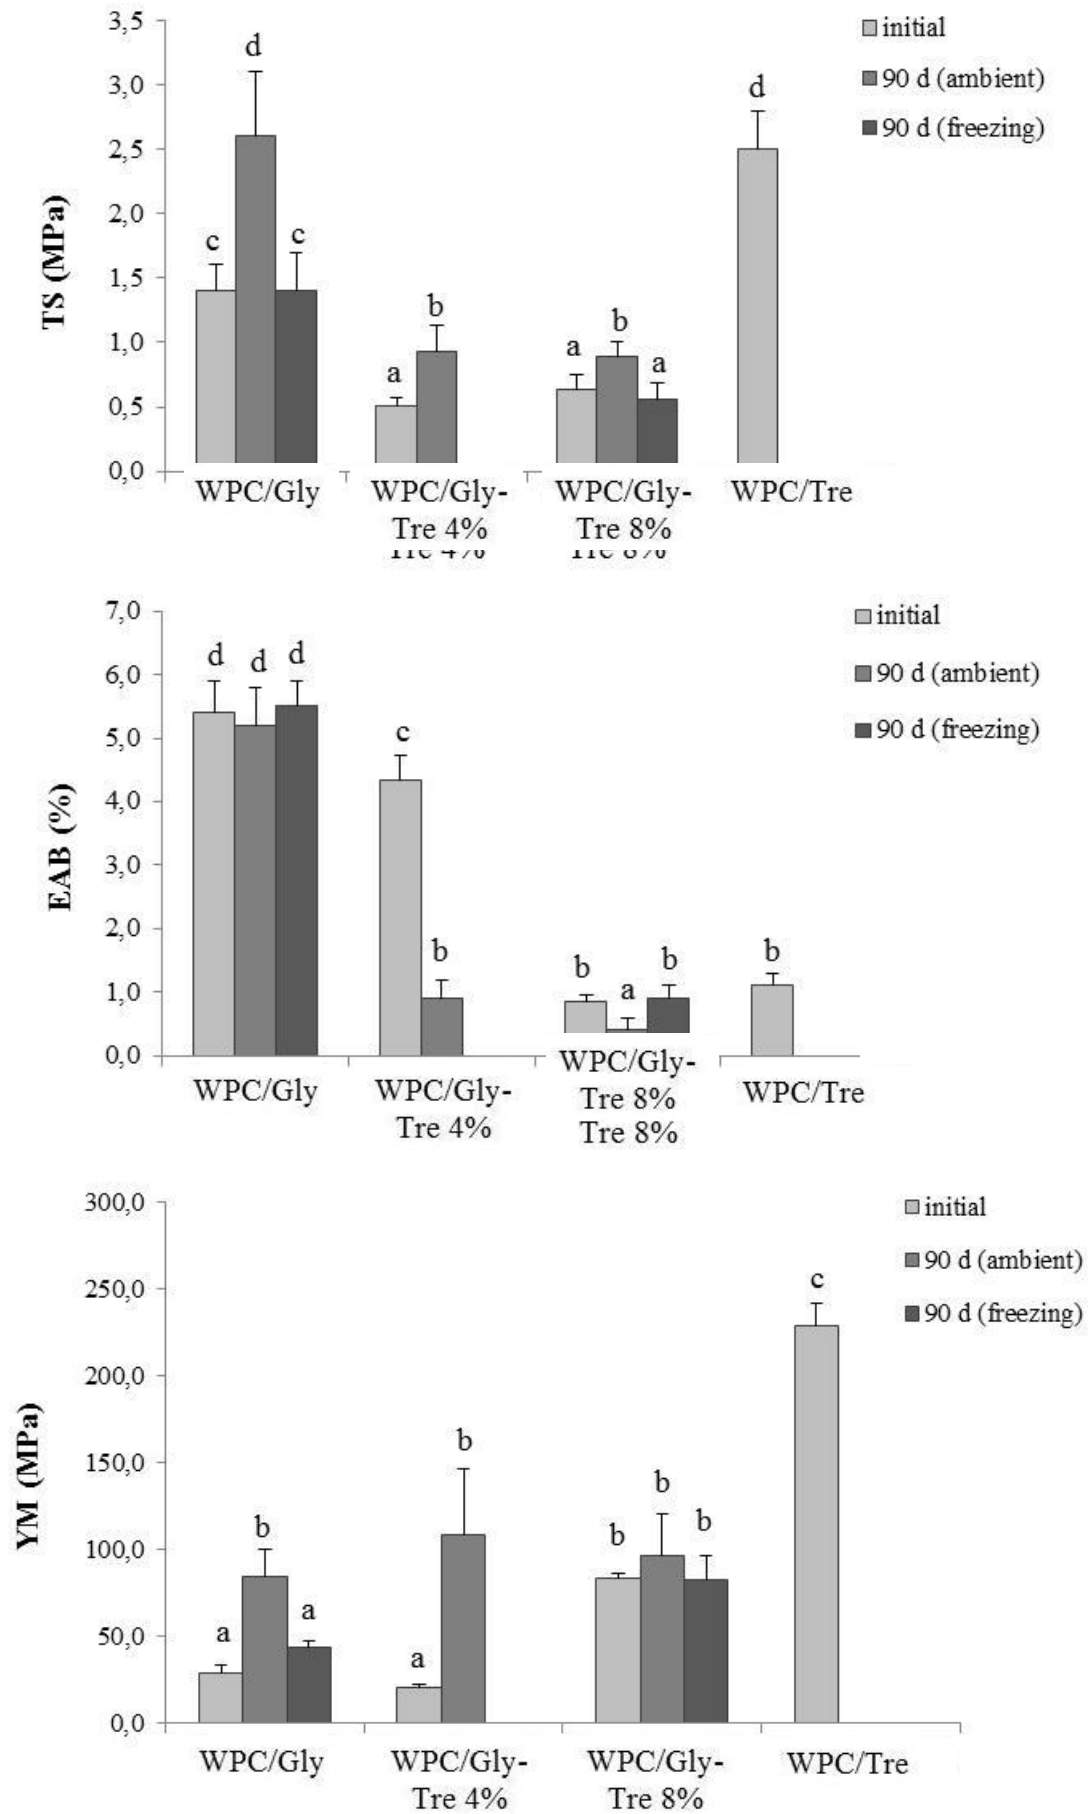 3,5
3,0
2,5
2,0
1,5
1,0
0,5
0,0
TS (MPa)
d
c
c
b
a
b
a
a
d
initial
90 d (ambient)
90 d (freezing)
WPC/Gly
WPC/Gly-
Tre 4%
Tre 4%
WPC/Gly-
Tre 8%
Tre 8%
WPC/Tre
7,0
6,0
5,0
4,0
3,0
2,0
1,0
0,0
EAB (%)
d
d
d
c
b
b
a
b
b
initial
90 d (ambient)
90 d (freezing)
WPC/Gly
WPC/Gly-
Tre 4%
WPC/Gly-
Tre 8%
Tre 8%
WPC/Tre
300,0
250,0
200,0
150,0
100,0
50,0
0,0
YM (MPa)
a
b
a
a
b
b
b
b
c
initial
90 d (ambient)
90 d (freezing)
WPC/Gly
WPC/Gly-
Tre 4%
WPC/Gly-
Tre 8%
WPC/Tre